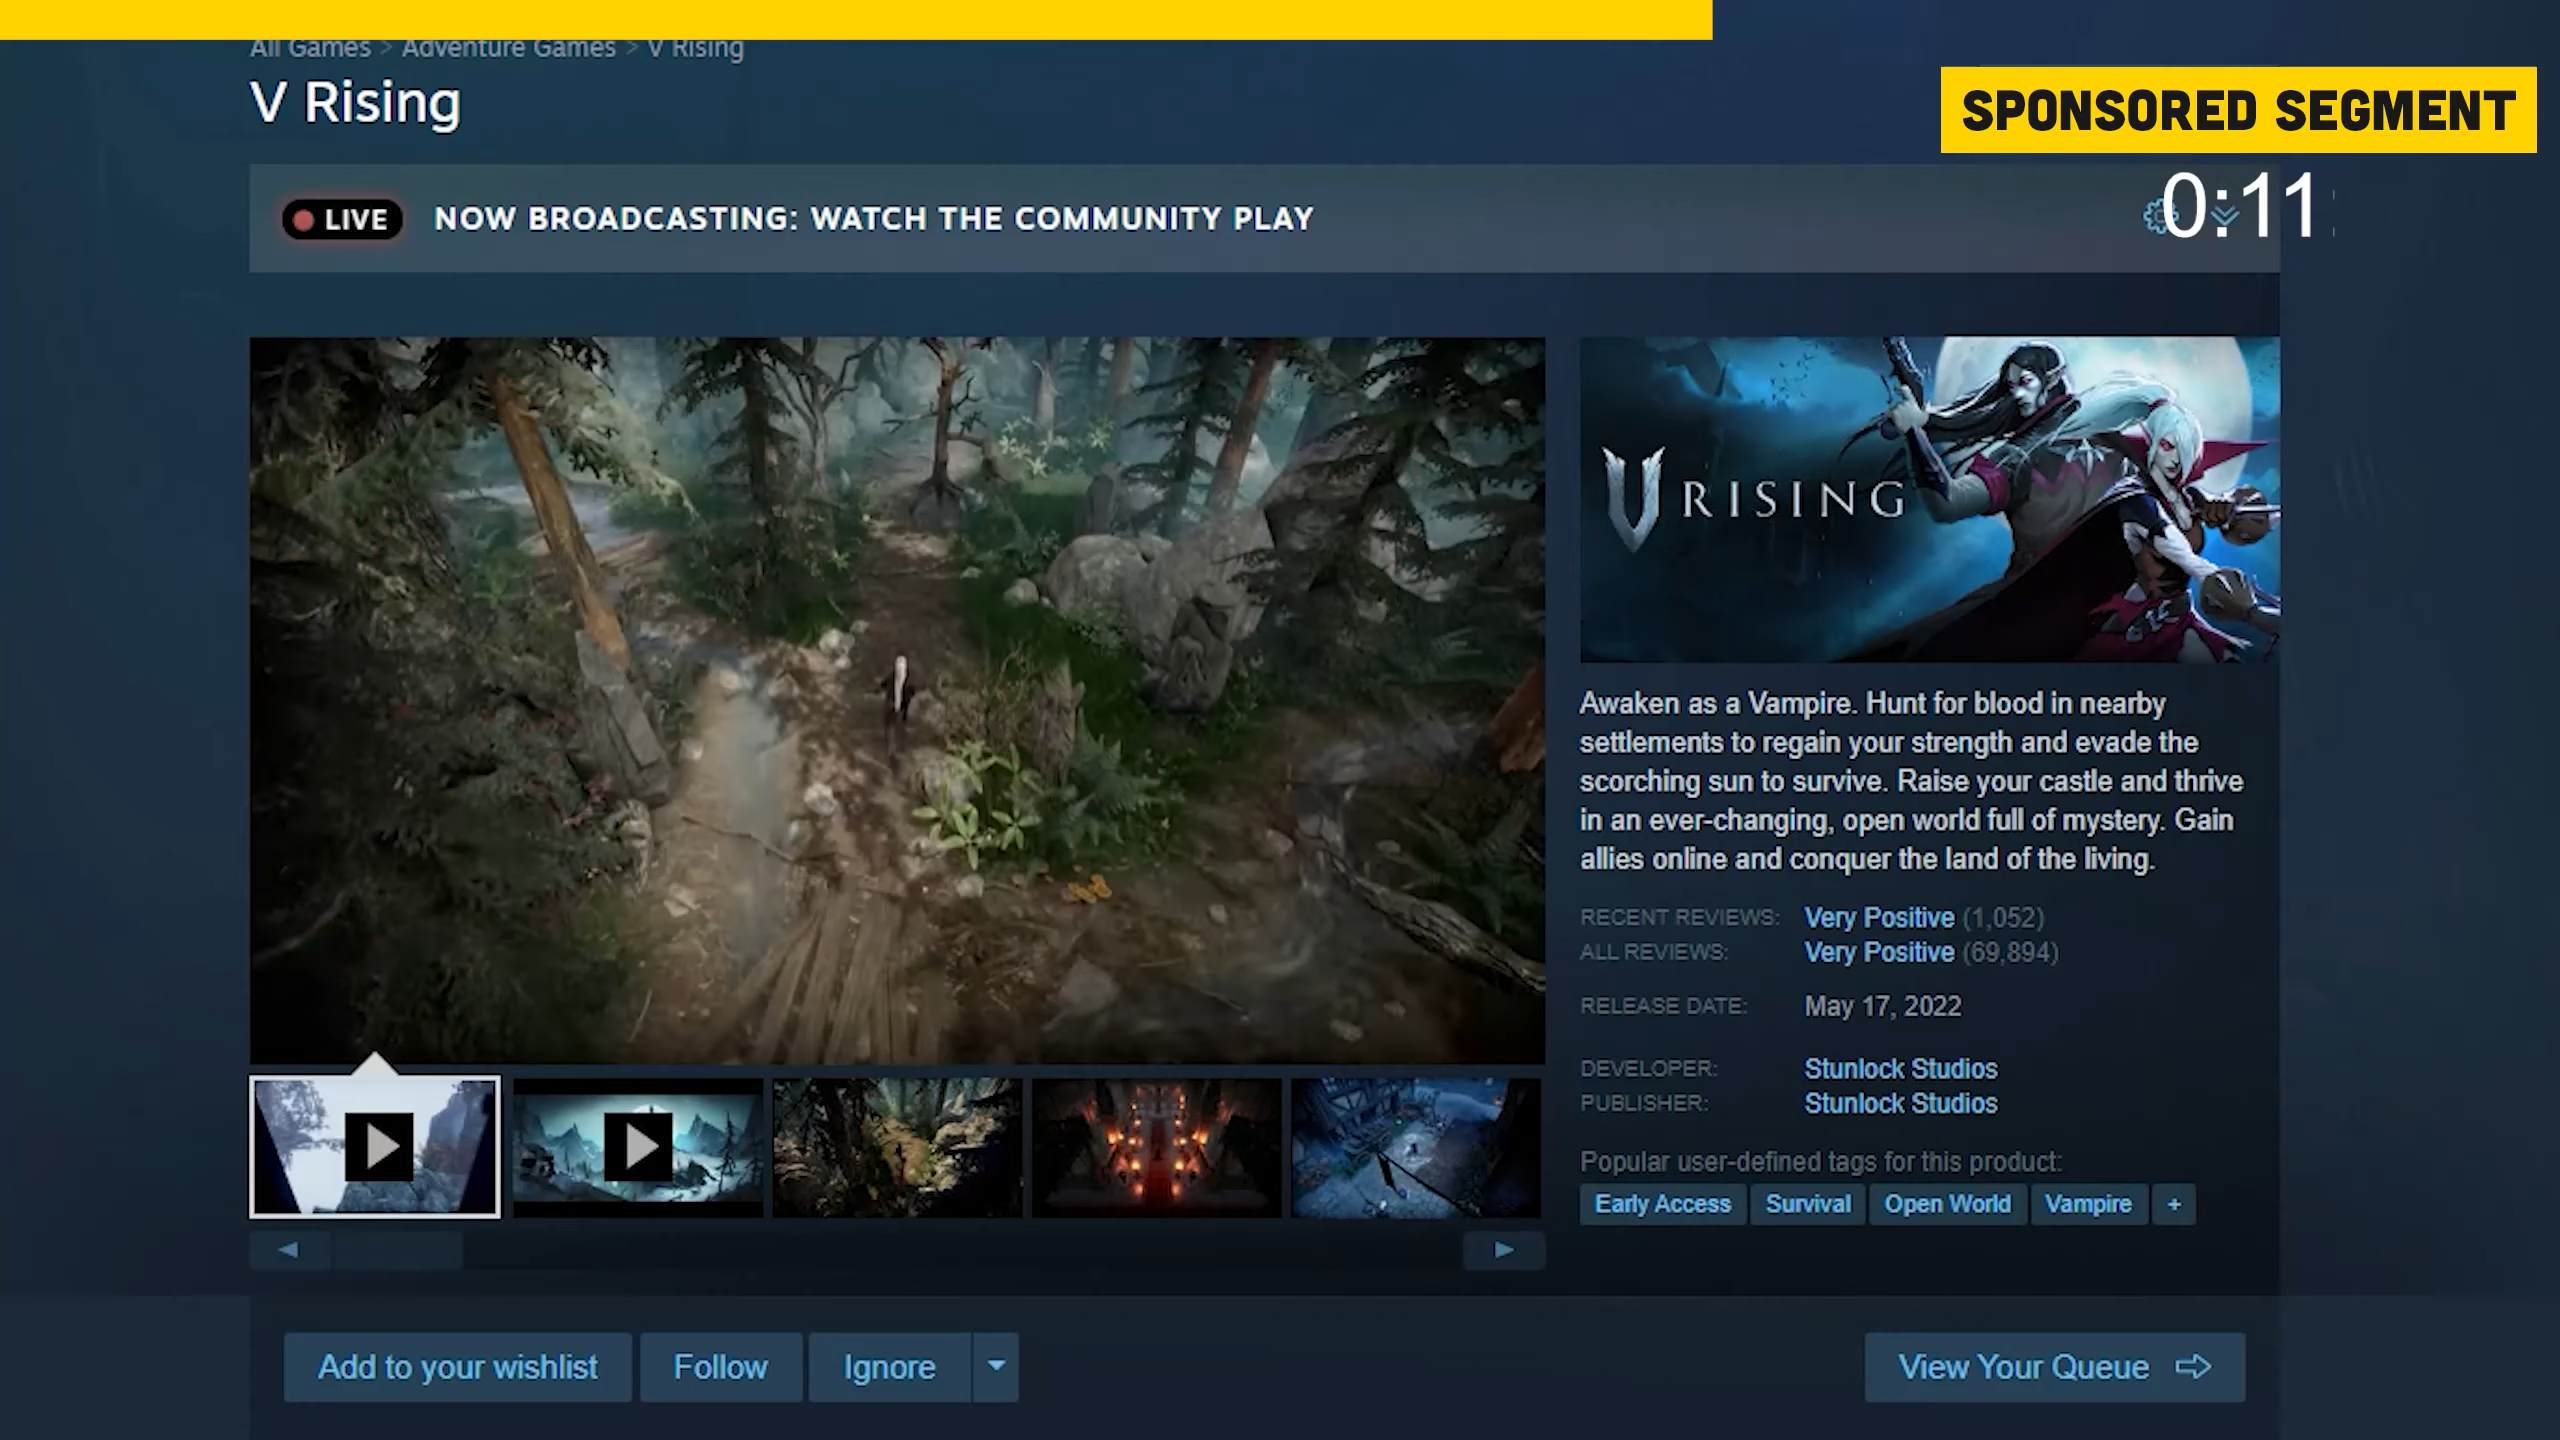 All Games > Adventure Games > V Rising
V Rising
SPONSORED SEGMENT
0:11
LIVE NOW BROADCASTING: WATCH THE COMMUNITY PLAY
V RISING
Awaken as a Vampire. Hunt for blood in nearby
settlements to regain your strength and evade the
scorching sun to survive. Raise your castle and thrive
in an ever-changing, open world full of mystery. Gain
allies online and conquer the land of the living.
RECENT REVIEWS: Very Positive (1,052)
ALL REVIEWS: Very Positive (69,894)
RELEASE DATE: May 17, 2022
DEVELOPER: Stunlock Studios
PUBLISHER: Stunlock Studios
Popular user-defined tags for this product:
Early Access Survival Open World Vampire +
Add to your wishlist Follow Ignore View Your Queue